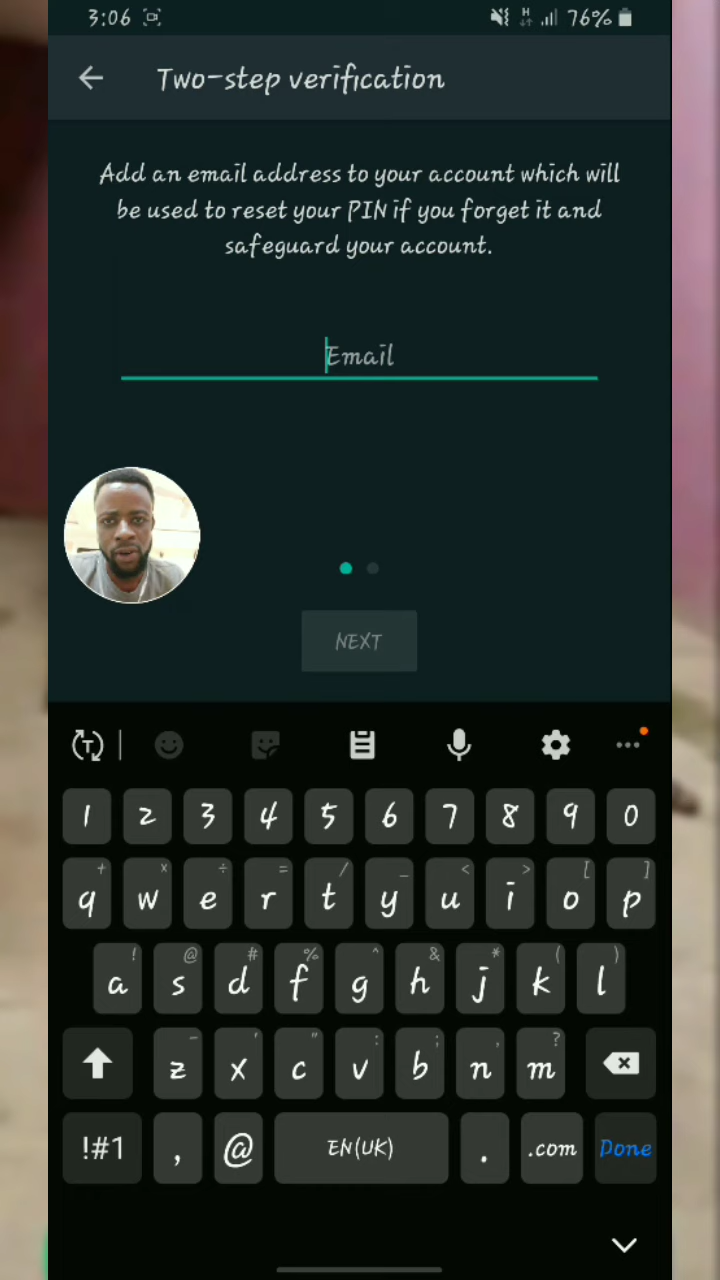 3:06 H 76%
Two-step verification
Add an email address to your account which will
be used to reset your PIN if you forget it and
safeguard your account.
Email
NEXT
T
1 2 3 4 5 6 7 8 9 0
+ × ÷ = / _ < > [ ]
q w e r t y u i o p
! @ # % ^ & * ( )
a s d f g h j k l
- ' " : ; , ?
z x c v b n m
!#1 , @ EN(UK) . .com Done